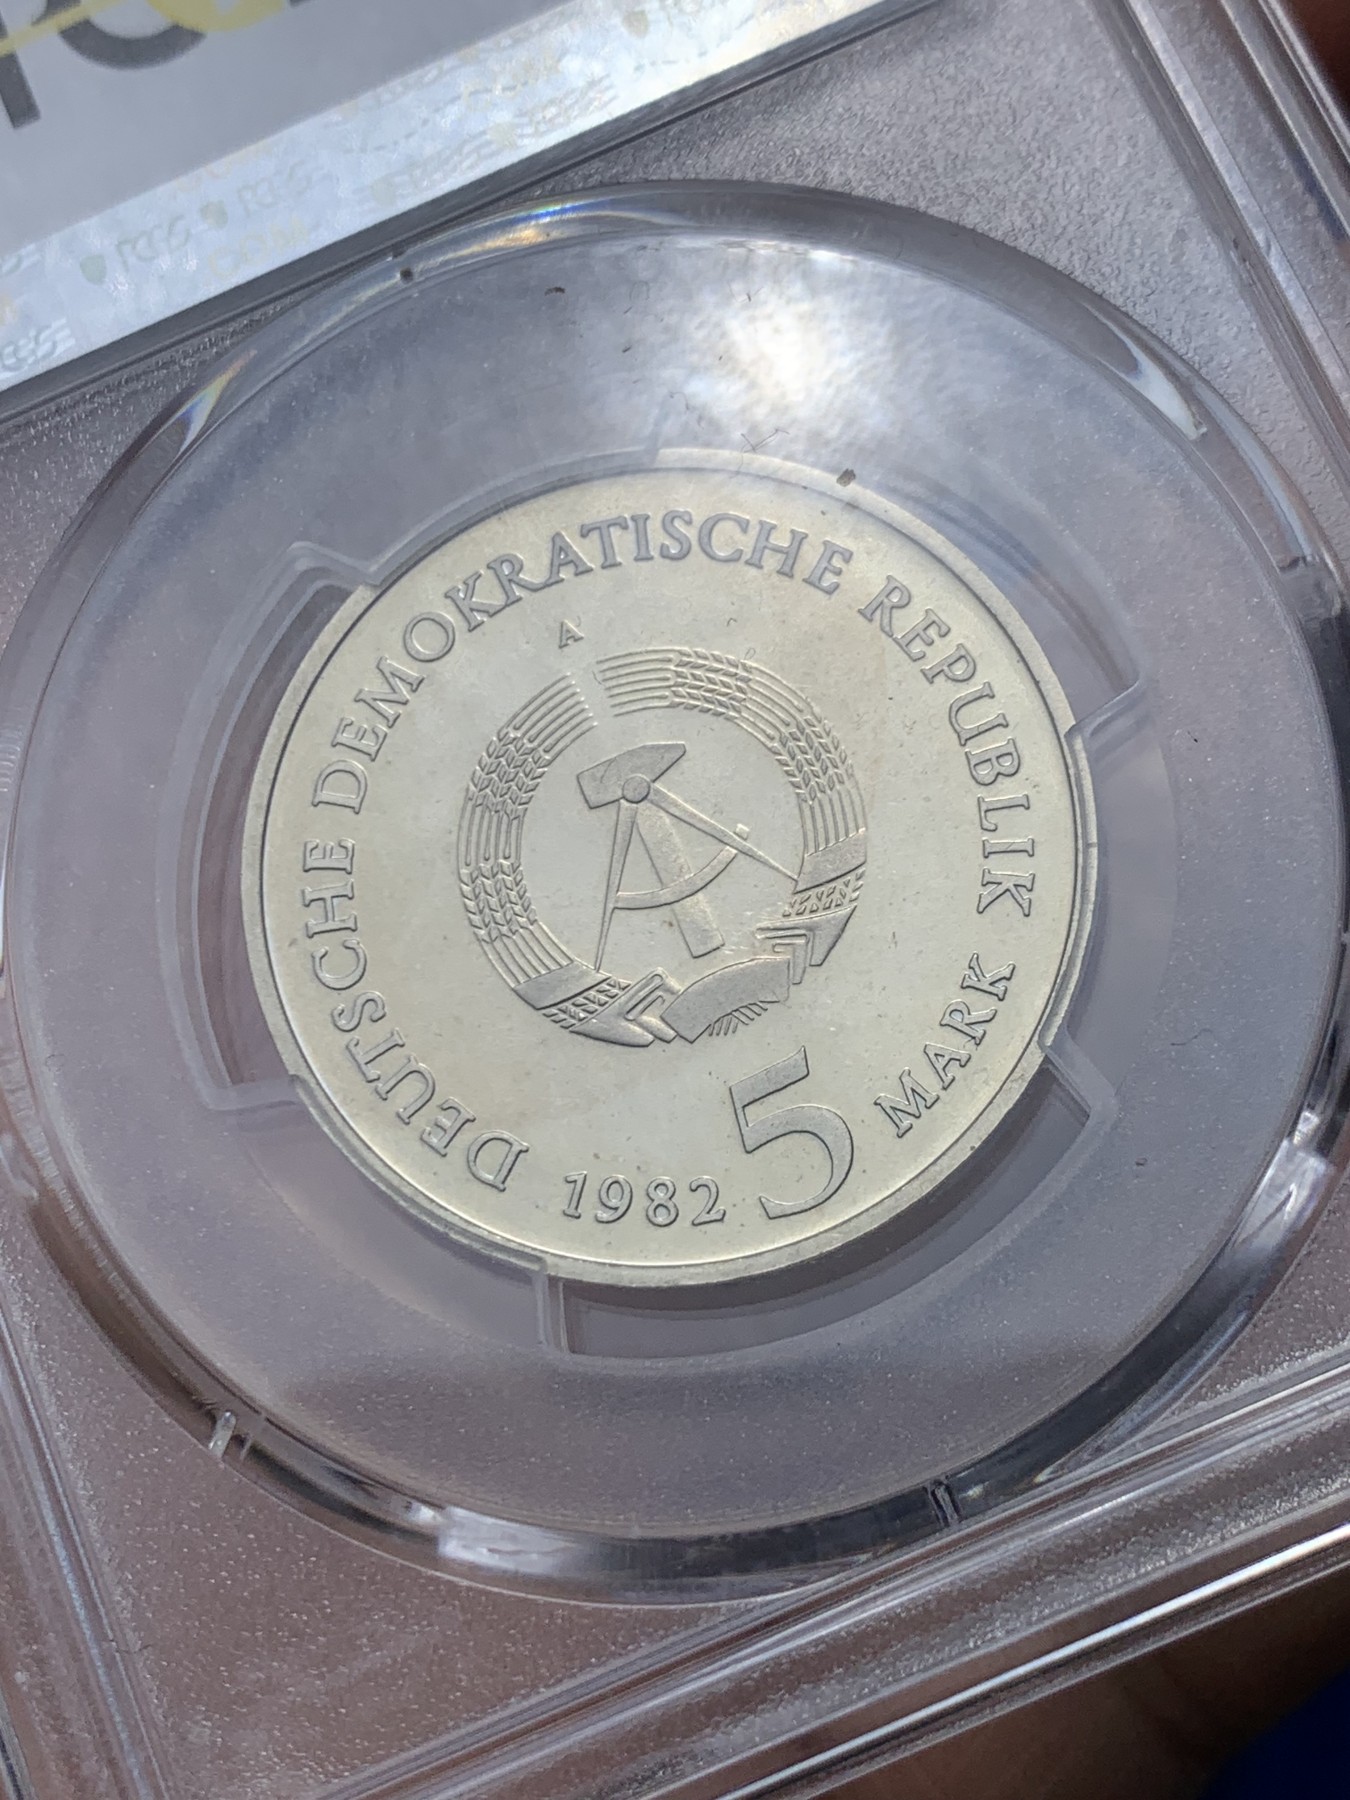 DEUTSCHE DEMOKRATISCHE REPUBLIK
A
1982 5 MARK